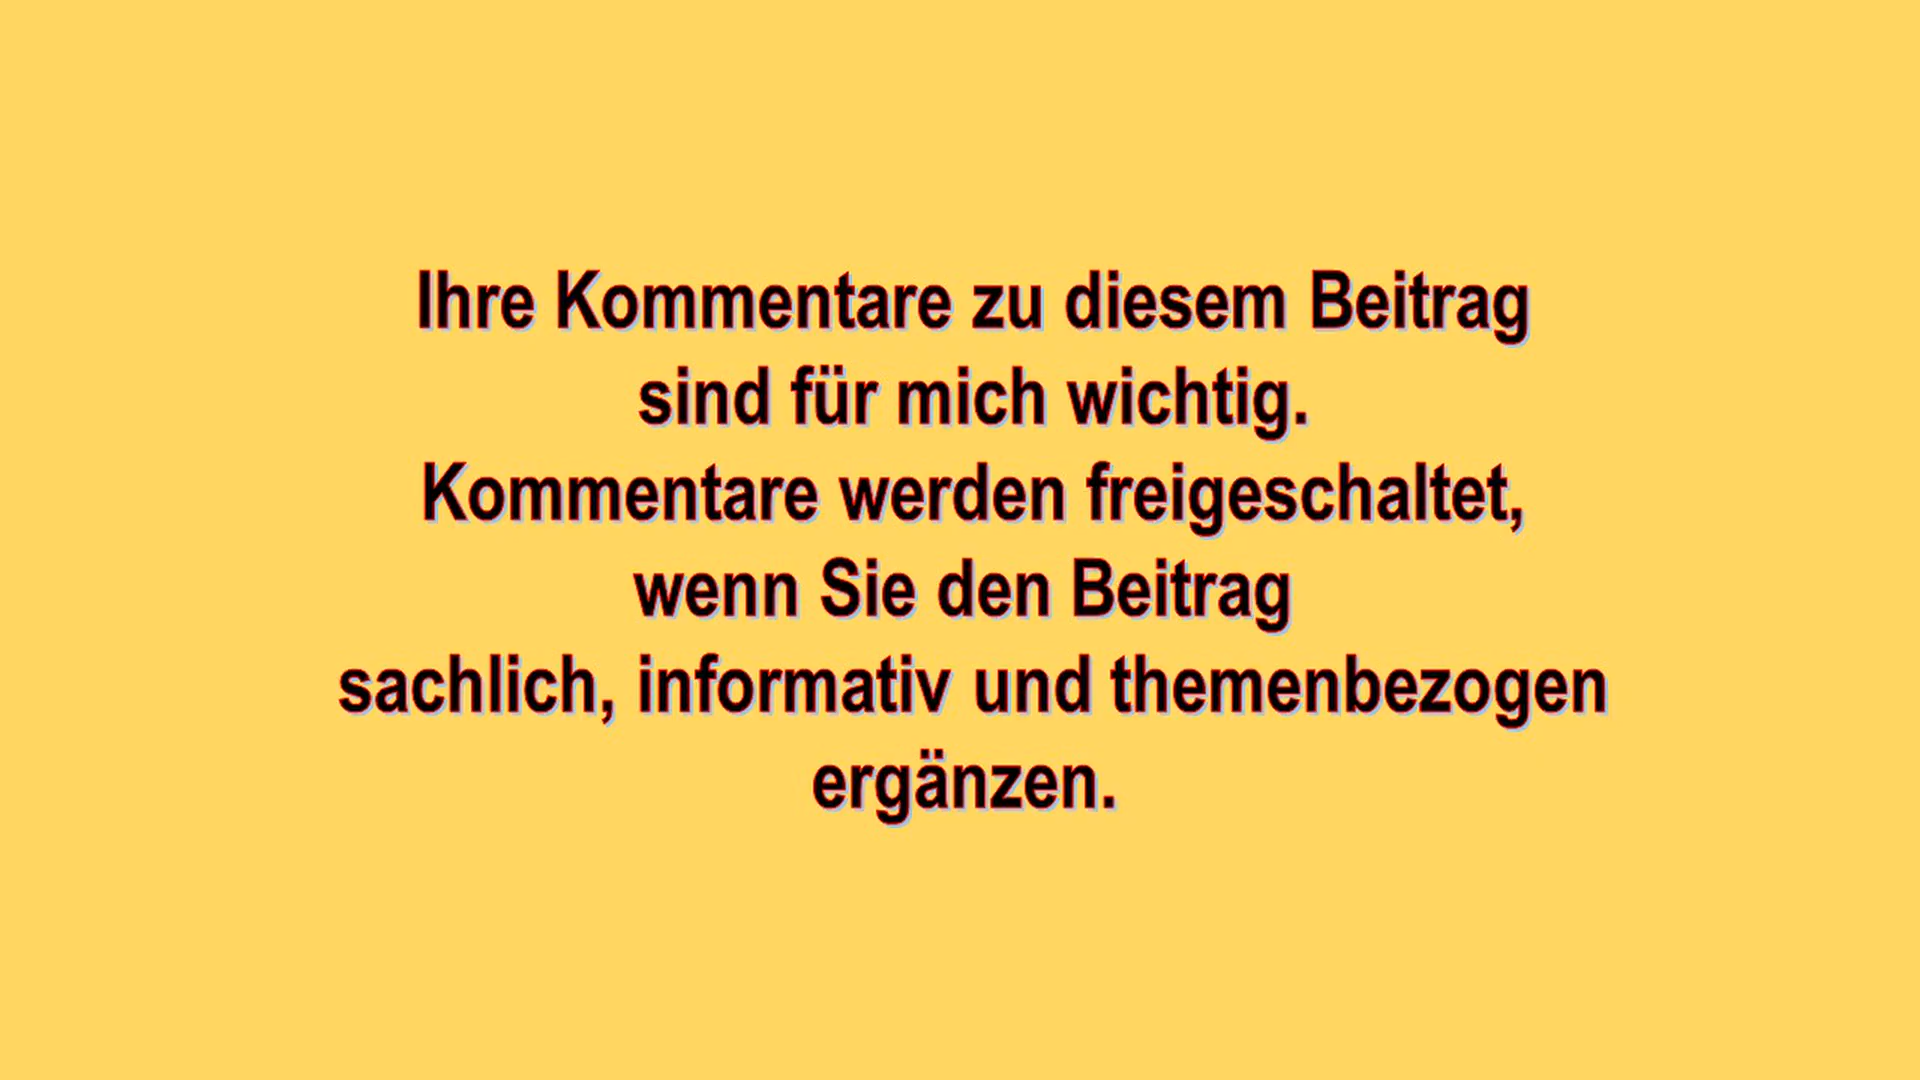 Ihre Kommentare zu diesem Beitrag
sind für mich wichtig.
Kommentare werden freigeschaltet,
wenn Sie den Beitrag
sachlich, informativ und themenbezogen
ergänzen.